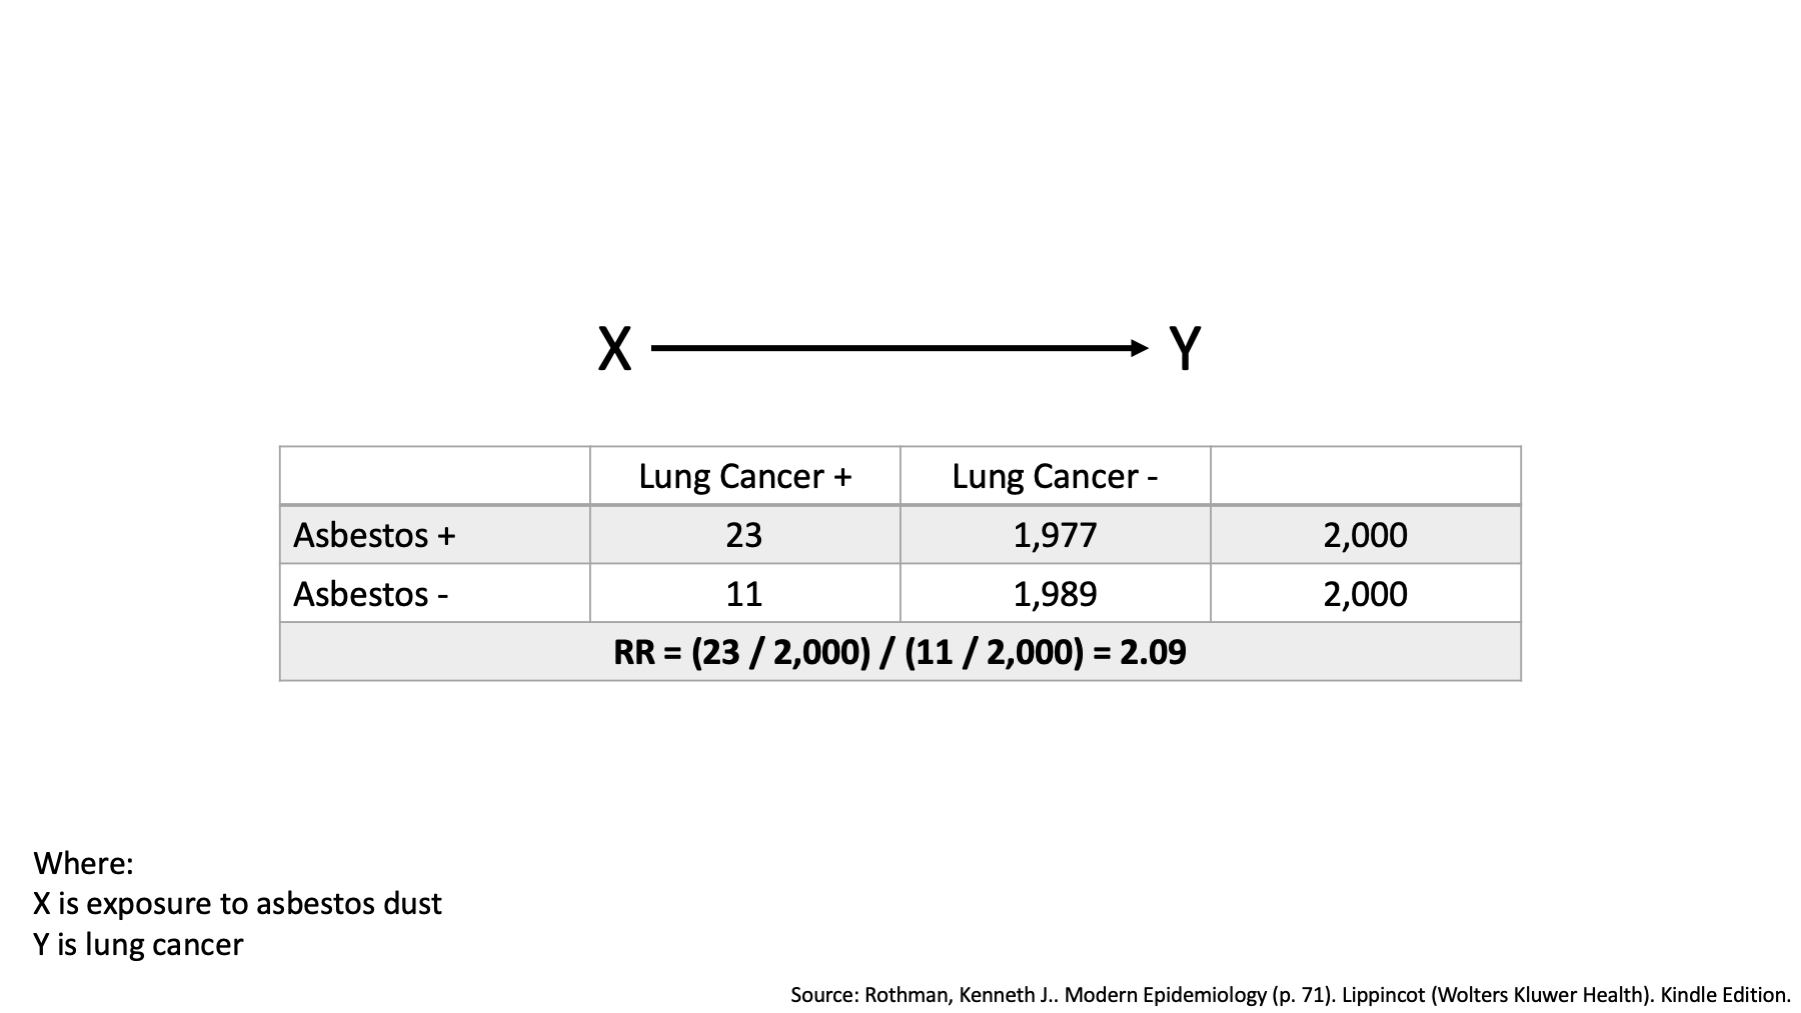 X Y
Lung Cancer + Lung Cancer -
Asbestos + 23 1,977 2,000
Asbestos - 11 1,989 2,000
RR = (23 / 2,000) / (11 / 2,000) = 2.09
Where:
X is exposure to asbestos dust
Y is lung cancer
Source: Rothman, Kenneth J.. Modern Epidemiology (p. 71). Lippincot (Wolters Kluwer Health). Kindle Edition.